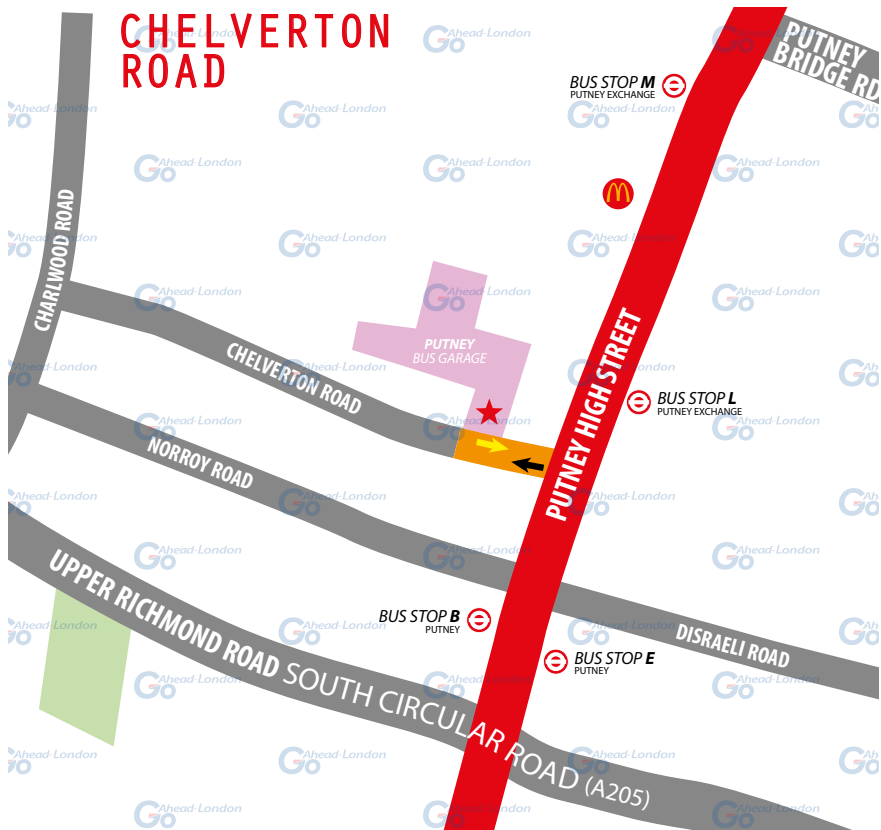 CHELVERTON
ROAD
PUTNEY
BRIDGE RD
BUS STOP M
PUTNEY EXCHANGE
CHARLWOOD ROAD
PUTNEY
BUS GARAGE
CHELVERTON ROAD
PUTNEY HIGH STREET
BUS STOP L
PUTNEY EXCHANGE
NORROY ROAD
UPPER RICHMOND ROAD SOUTH CIRCULAR ROAD (A205)
BUS STOP B
PUTNEY
DISRAELI ROAD
BUS STOP E
PUTNEY
Go Ahead-London